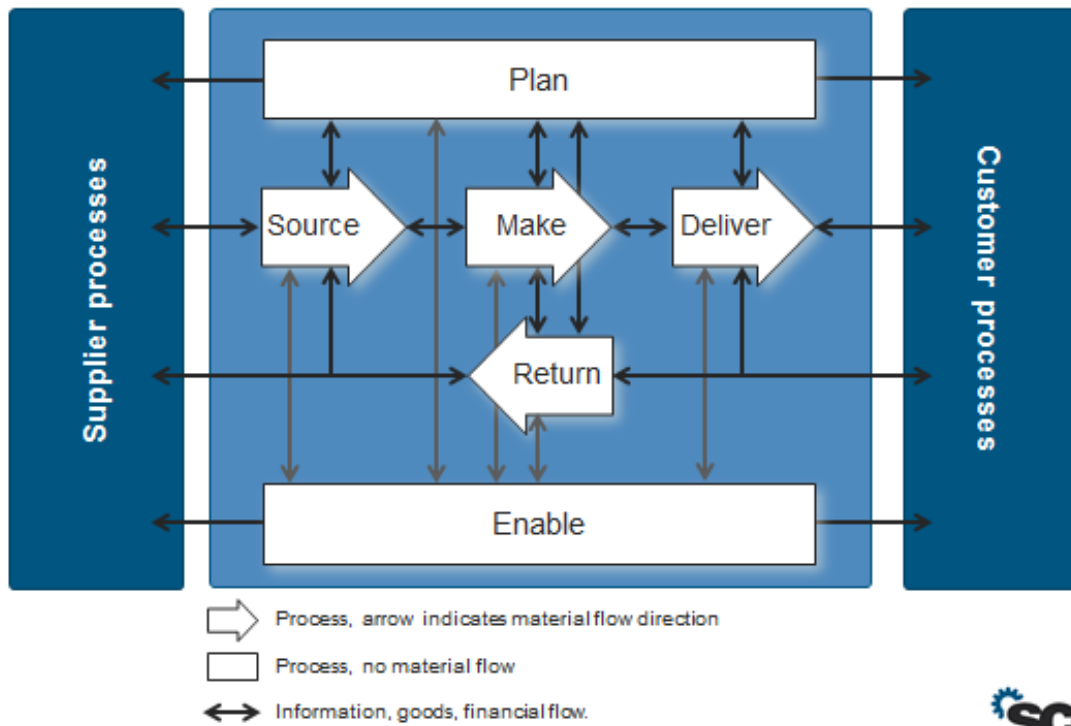 Plan
Supplier processes
Source
Make
Deliver
Customer processes
Return
Enable
Process, arrow indicates material flow direction
Process, no material flow
Information, goods, financial flow.